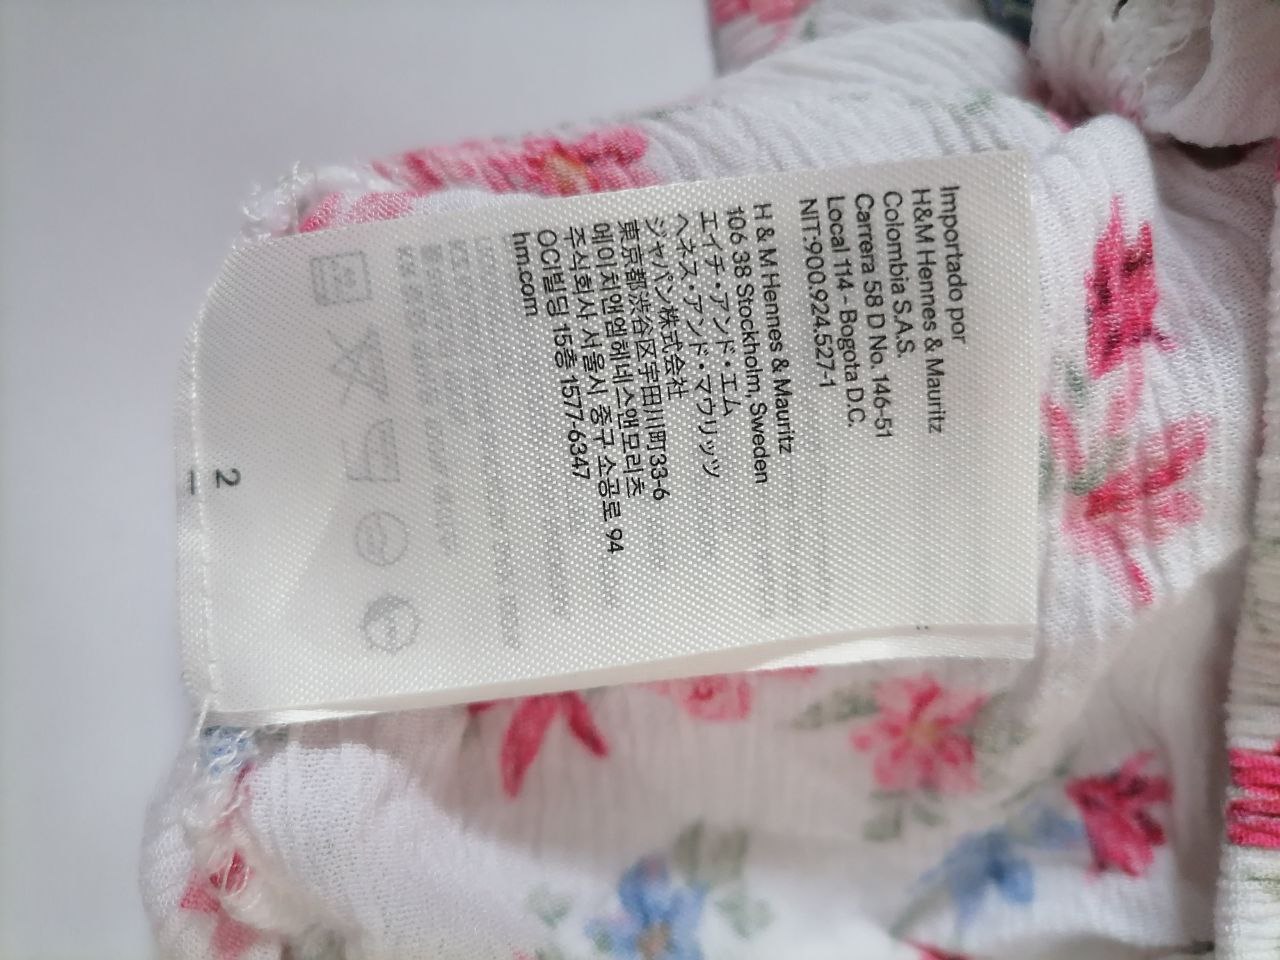 Importado por
H&M Hennes & Mauritz
Colombia S.A.S.
Carrera 58 D No. 146-51
Local 114 - Bogota D.C.
NIT:900.924.527-1
H & M Hennes & Mauritz
106 38 Stockholm, Sweden
エイチ・アンド・エム
ヘネス・アンド・マウリッツ
ジャパン株式会社
東京都渋谷区宇田川町33-6
에이치앤엠헤네스앤모리츠
주식회사 서울시 중구 소공로 94
OCI빌딩 15층 1577-6347
hm.com
2